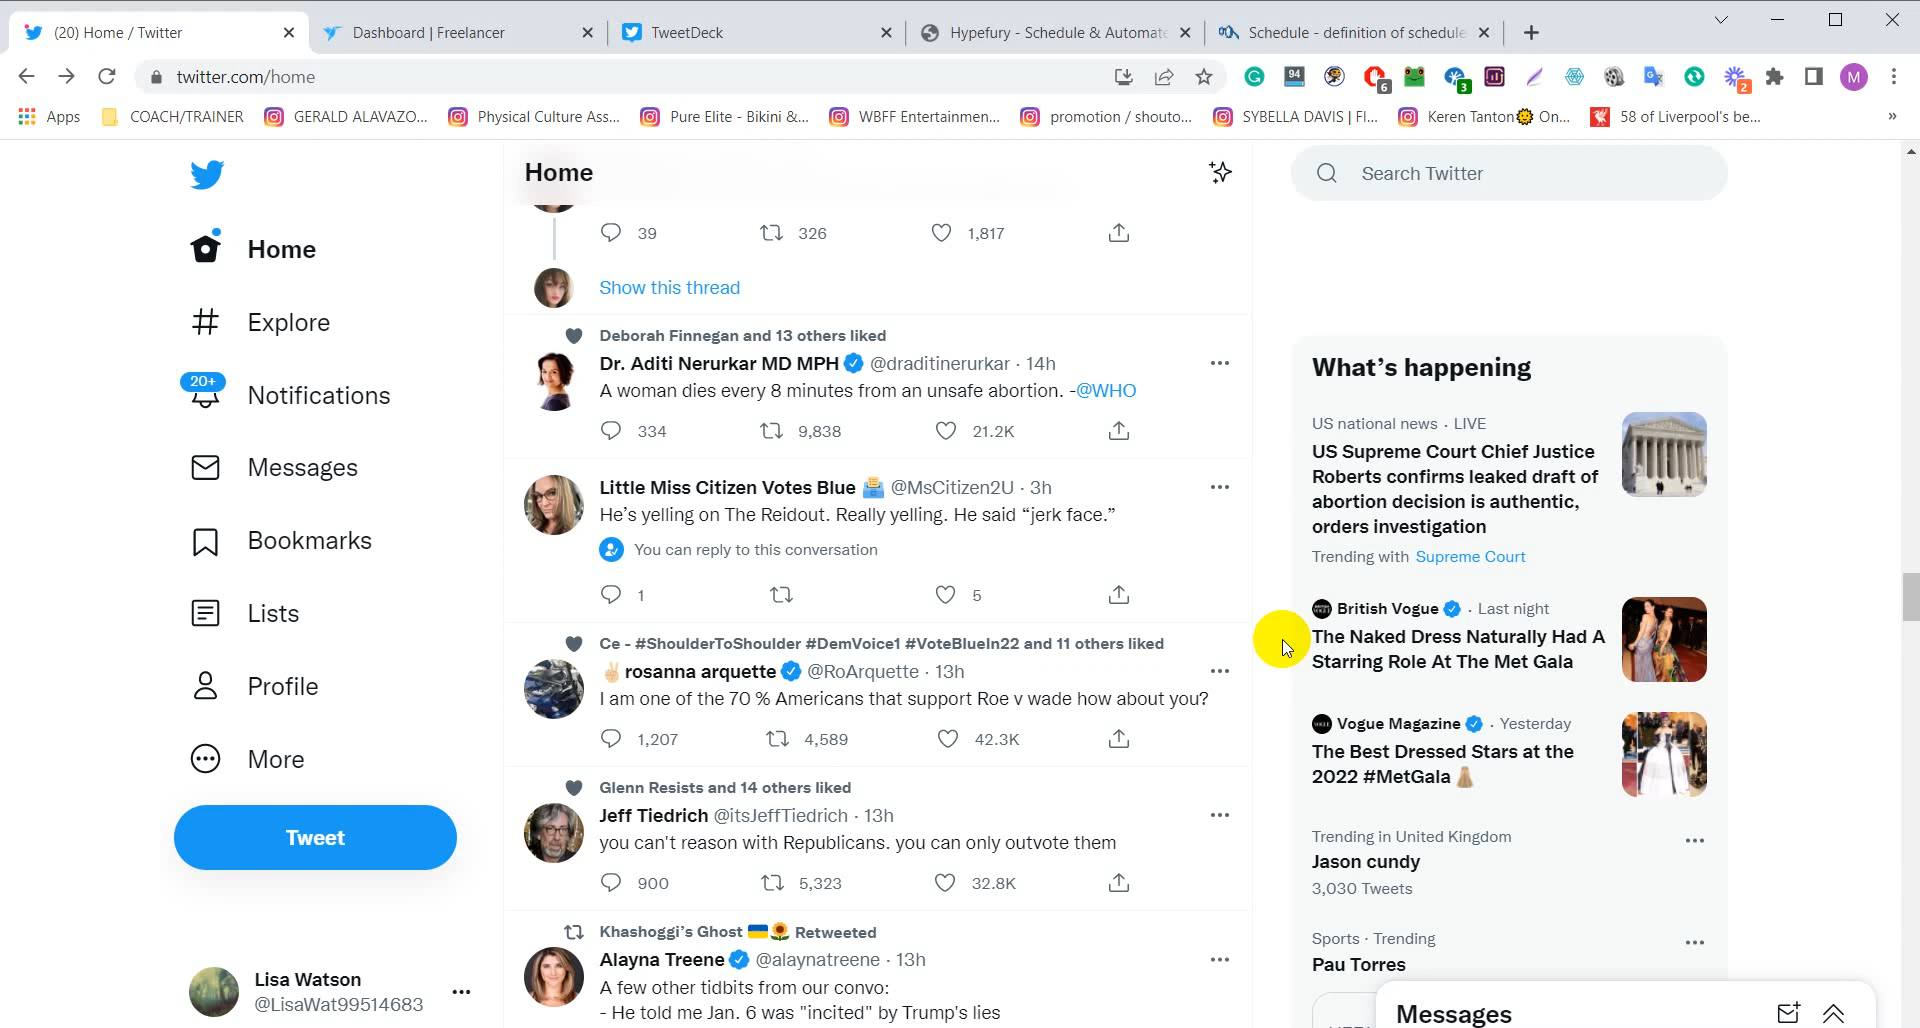 (20) Home / Twitter
Dashboard | Freelancer
TweetDeck
Hypefury - Schedule & Automate
Schedule - definition of schedule
twitter.com/home
94
6
3
2
M
Apps
COACH/TRAINER
GERALD ALAVAZO...
Physical Culture Ass...
Pure Elite - Bikini &...
WBFF Entertainmen...
promotion / shouto...
SYBELLA DAVIS | FI...
Keren Tanton🌞 On...
58 of Liverpool's be...
»
Home
Explore
20+
Notifications
Messages
Bookmarks
Lists
Profile
More
Tweet
Lisa Watson
@LisaWat99514683
Home
39 326 1,817
Show this thread
Deborah Finnegan and 13 others liked
Dr. Aditi Nerurkar MD MPH @draditinerurkar · 14h
A woman dies every 8 minutes from an unsafe abortion. -@WHO
334 9,838 21.2K
Little Miss Citizen Votes Blue 🗳️ @MsCitizen2U · 3h
He’s yelling on The Reidout. Really yelling. He said “jerk face.”
You can reply to this conversation
1 5
Ce - #ShoulderToShoulder #DemVoice1 #VoteBlueIn22 and 11 others liked
✌🏼rosanna arquette @RoArquette · 13h
I am one of the 70 % Americans that support Roe v wade how about you?
1,207 4,589 42.3K
Glenn Resists and 14 others liked
Jeff Tiedrich @itsJeffTiedrich · 13h
you can't reason with Republicans. you can only outvote them
900 5,323 32.8K
Khashoggi’s Ghost 🇺🇦🌻 Retweeted
Alayna Treene @alaynatreene · 13h
A few other tidbits from our convo:
- He told me Jan. 6 was "incited" by Trump's lies
Search Twitter
What’s happening
US national news · LIVE
US Supreme Court Chief Justice
Roberts confirms leaked draft of
abortion decision is authentic,
orders investigation
Trending with Supreme Court
British Vogue · Last night
The Naked Dress Naturally Had A
Starring Role At The Met Gala
Vogue Magazine · Yesterday
The Best Dressed Stars at the
2022 #MetGala
Trending in United Kingdom
Jason cundy
3,030 Tweets
Sports · Trending
Pau Torres
Messages